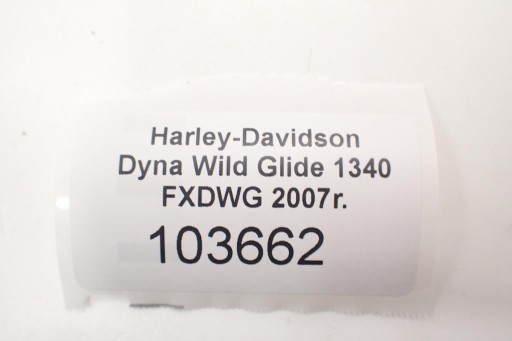 Harley-Davidson
Dyna Wild Glide 1340
FXDWG 2007r.
103662